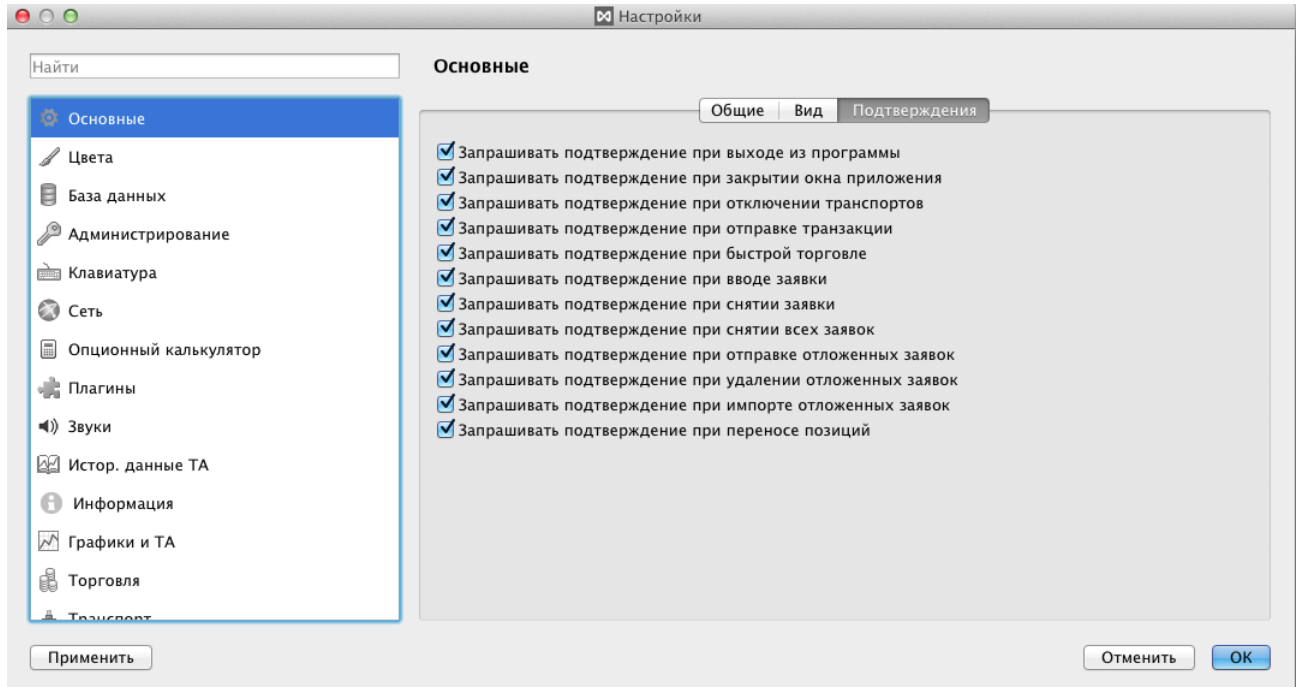 Настройки
Найти
Основные
Цвета
База данных
Администрирование
Клавиатура
Сеть
Опционный калькулятор
Плагины
Звуки
Истор. данные ТА
Информация
Графики и ТА
Торговля
Транспорт
Основные
Общие Вид Подтверждения
Запрашивать подтверждение при выходе из программы
Запрашивать подтверждение при закрытии окна приложения
Запрашивать подтверждение при отключении транспортов
Запрашивать подтверждение при отправке транзакции
Запрашивать подтверждение при быстрой торговле
Запрашивать подтверждение при вводе заявки
Запрашивать подтверждение при снятии заявки
Запрашивать подтверждение при снятии всех заявок
Запрашивать подтверждение при отправке отложенных заявок
Запрашивать подтверждение при удалении отложенных заявок
Запрашивать подтверждение при импорте отложенных заявок
Запрашивать подтверждение при переносе позиций
Применить Отменить OK